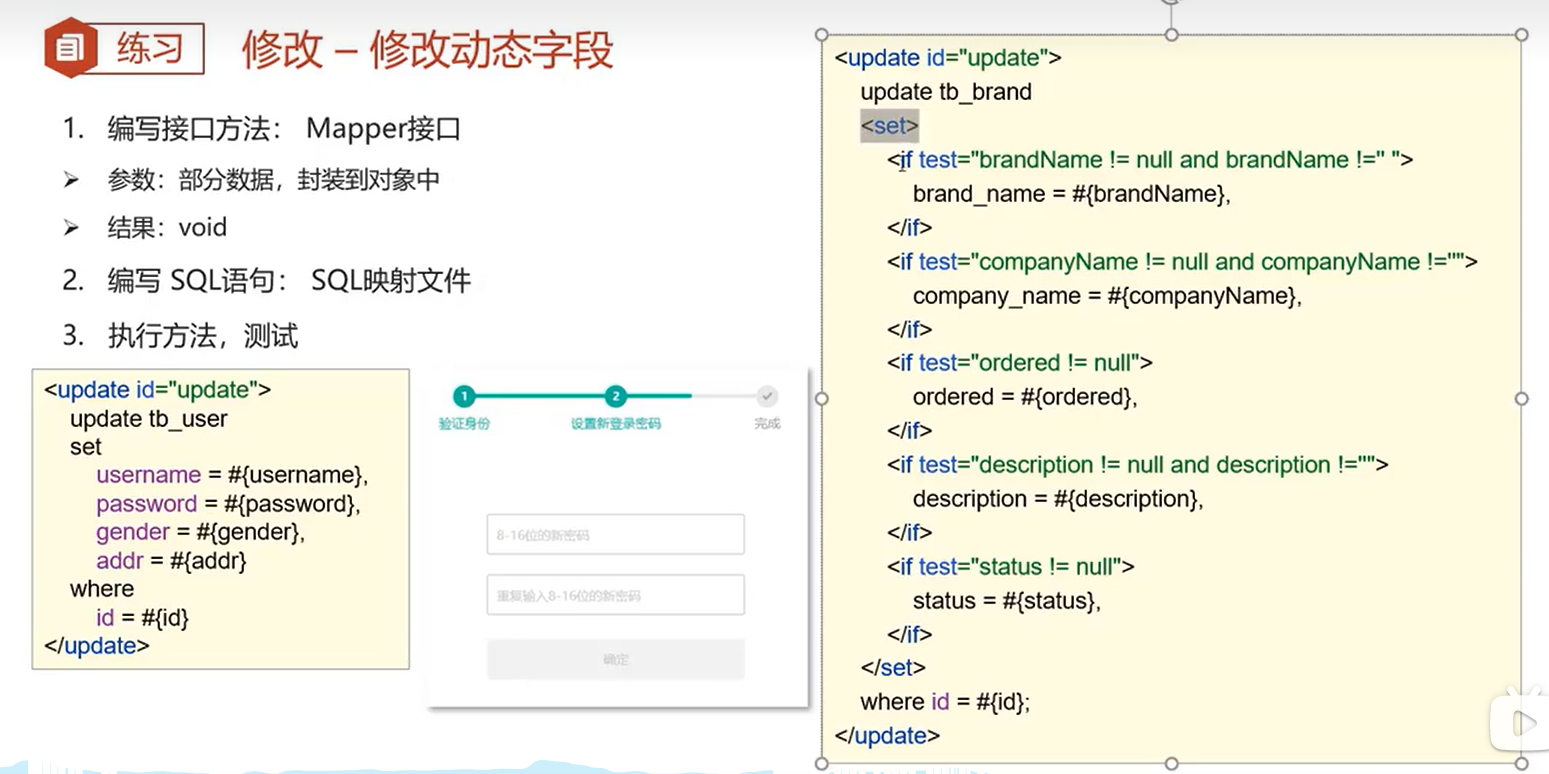 练习
修改 – 修改动态字段
1. 编写接口方法： Mapper接口
➢ 参数：部分数据，封装到对象中
➢ 结果：void
2. 编写 SQL语句： SQL映射文件
3. 执行方法，测试
<update id="update">
update tb_user
set
username = #{username},
password = #{password},
gender = #{gender},
addr = #{addr}
where
id = #{id}
</update>
1
2
验证身份
设置新登录密码
完成
8-16位的新密码
重复输入8-16位的新密码
确定
<update id="update">
update tb_brand
<set>
<if test="brandName != null and brandName !=" ">
brand_name = #{brandName},
</if>
<if test="companyName != null and companyName !="">
company_name = #{companyName},
</if>
<if test="ordered != null">
ordered = #{ordered},
</if>
<if test="description != null and description !="">
description = #{description},
</if>
<if test="status != null">
status = #{status},
</if>
</set>
where id = #{id};
</update>